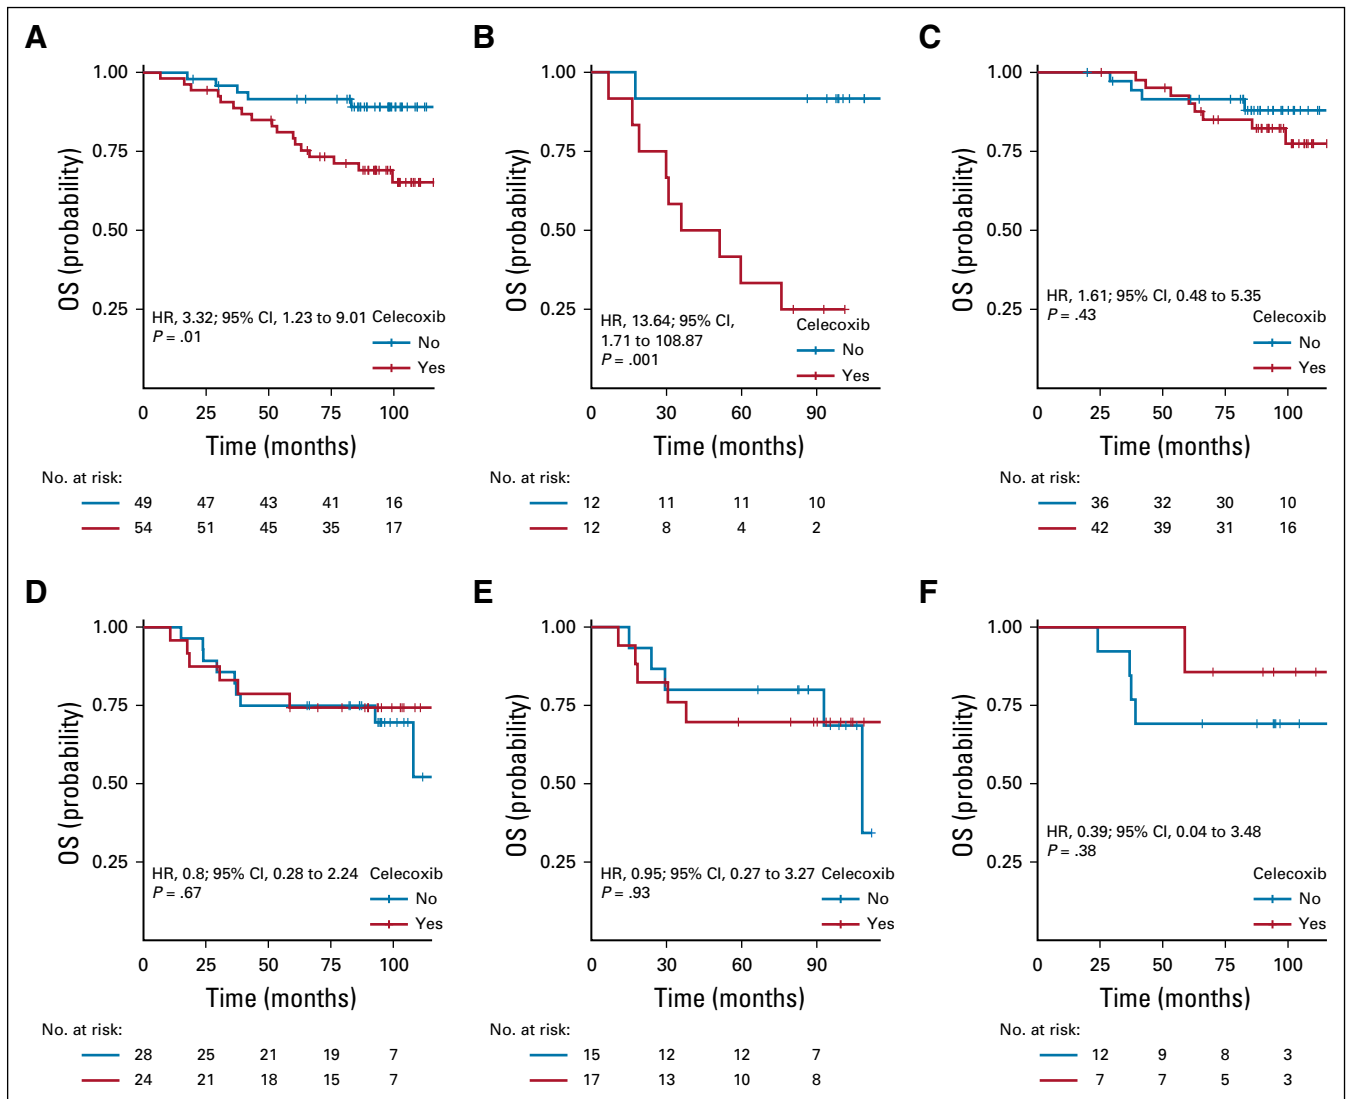 A
OS (probability)
1.00
0.75
0.50
0.25
HR, 3.32; 95% CI, 1.23 to 9.01
P = .01
Celecoxib
No
Yes
0 25 50 75 100
Time (months)
No. at risk:
49 47 43 41 16
54 51 45 35 17
B
OS (probability)
1.00
0.75
0.50
0.25
HR, 13.64; 95% CI,
1.71 to 108.87
P = .001
Celecoxib
No
Yes
0 30 60 90
Time (months)
No. at risk:
12 11 11 10
12 8 4 2
C
OS (probability)
1.00
0.75
0.50
0.25
HR, 1.61; 95% CI, 0.48 to 5.35
P = .43
Celecoxib
No
Yes
0 25 50 75 100
Time (months)
No. at risk:
36 32 30 10
42 39 31 16
D
OS (probability)
1.00
0.75
0.50
0.25
HR, 0.8; 95% CI, 0.28 to 2.24
P = .67
Celecoxib
No
Yes
0 25 50 75 100
Time (months)
No. at risk:
28 25 21 19 7
24 21 18 15 7
E
OS (probability)
1.00
0.75
0.50
0.25
HR, 0.95; 95% CI, 0.27 to 3.27
P = .93
Celecoxib
No
Yes
0 30 60 90
Time (months)
No. at risk:
15 12 12 7
17 13 10 8
F
OS (probability)
1.00
0.75
0.50
0.25
HR, 0.39; 95% CI, 0.04 to 3.48
P = .38
Celecoxib
No
Yes
0 25 50 75 100
Time (months)
No. at risk:
12 9 8 3
7 7 5 3